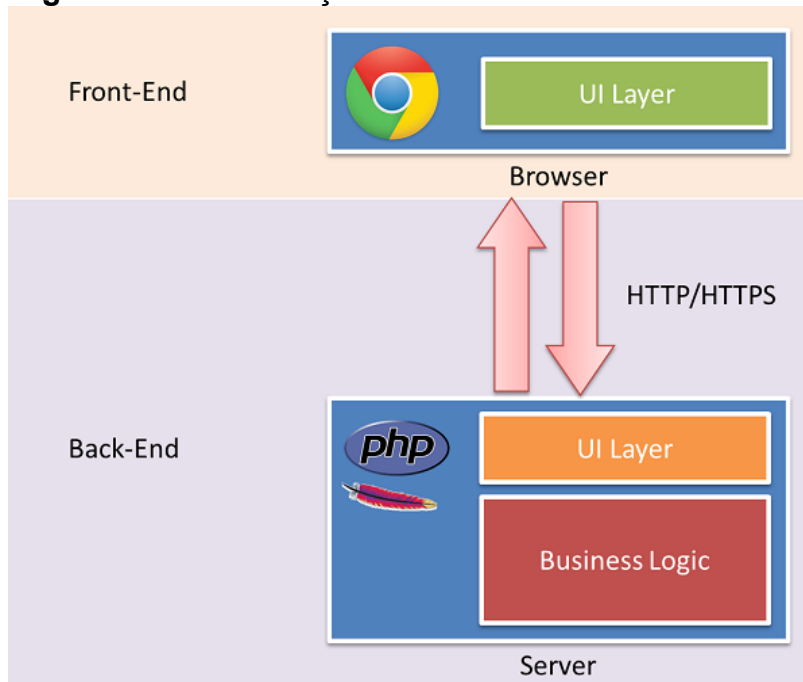 Front-End
UI Layer
Browser
HTTP/HTTPS
Back-End
php
UI Layer
Business Logic
Server